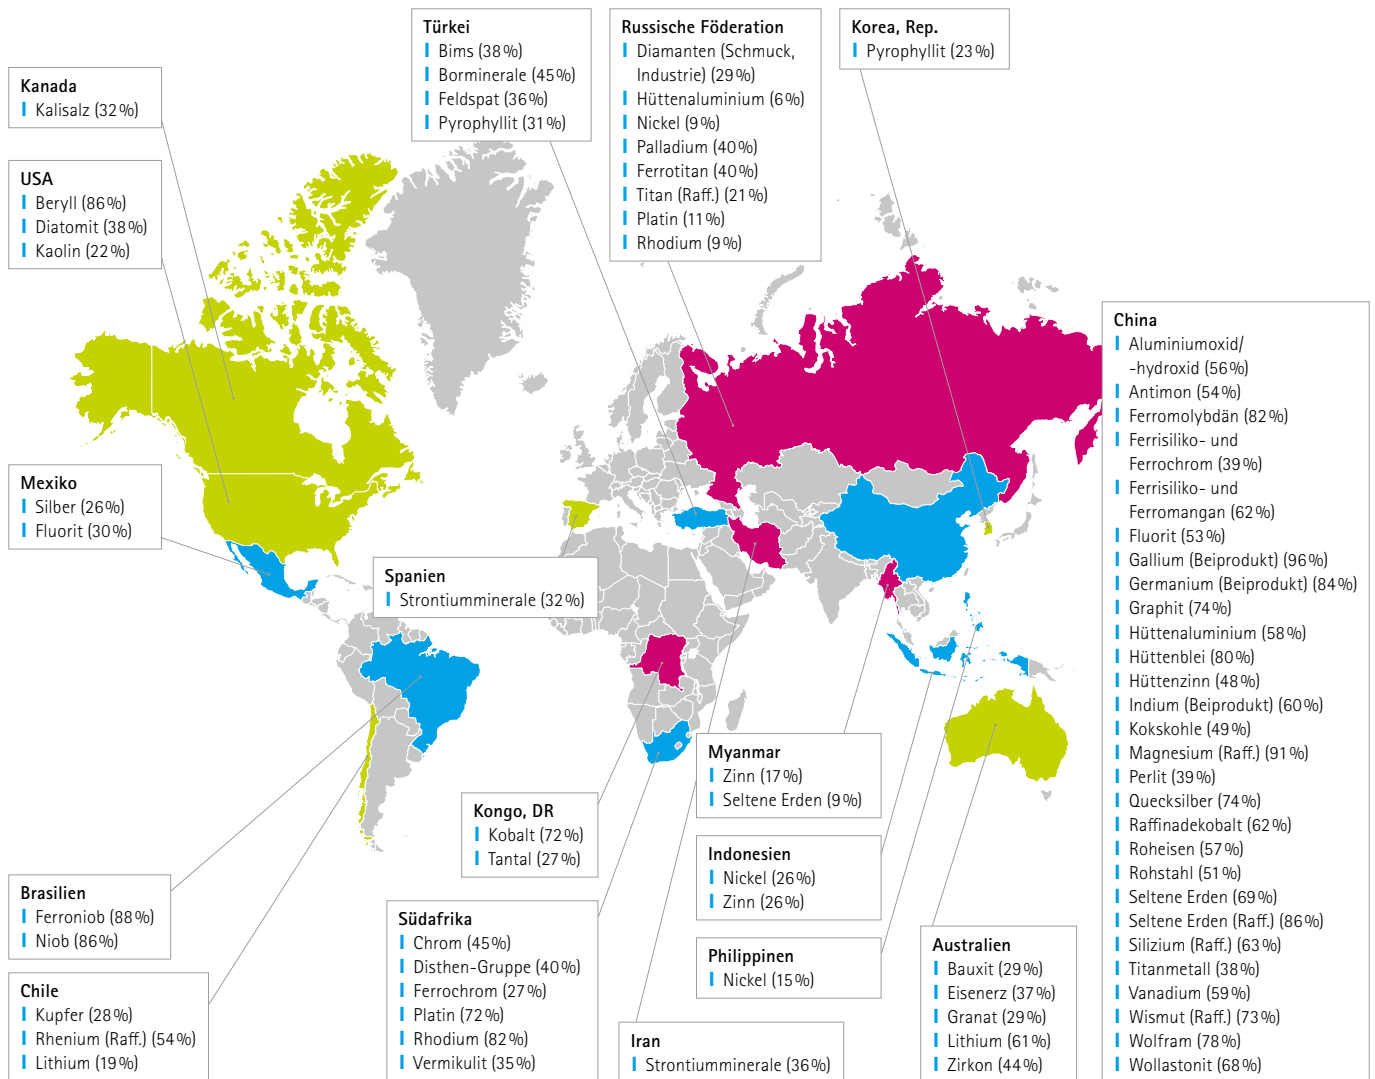 Kanada
Kalisalz (32 %)
USA
Beryll (86 %)
Diatomit (38 %)
Kaolin (22 %)
Mexiko
Silber (26 %)
Fluorit (30 %)
Türkei
Bims (38 %)
Borminerale (45 %)
Feldspat (36 %)
Pyrophyllit (31 %)
Russische Föderation
Diamanten (Schmuck,
Industrie) (29 %)
Hüttenaluminium (6 %)
Nickel (9 %)
Palladium (40 %)
Ferrotitan (40 %)
Titan (Raff.) (21 %)
Platin (11 %)
Rhodium (9 %)
Korea, Rep.
Pyrophyllit (23 %)
Spanien
Strontiumminerale (32 %)
Brasilien
Ferroniob (88 %)
Niob (86 %)
Chile
Kupfer (28 %)
Rhenium (Raff.) (54 %)
Lithium (19 %)
Kongo, DR
Kobalt (72 %)
Tantal (27 %)
Südafrika
Chrom (45 %)
Disthen-Gruppe (40 %)
Ferrochrom (27 %)
Platin (72 %)
Rhodium (82 %)
Vermikulit (35 %)
Myanmar
Zinn (17 %)
Seltene Erden (9 %)
Indonesien
Nickel (26 %)
Zinn (26 %)
Philippinen
Nickel (15 %)
Iran
Strontiumminerale (36 %)
Australien
Bauxit (29 %)
Eisenerz (37 %)
Granat (29 %)
Lithium (61 %)
Zirkon (44 %)
China
Aluminiumoxid/
-hydroxid (56 %)
Antimon (54 %)
Ferromolybdän (82 %)
Ferrisiliko- und
Ferrochrom (39 %)
Ferrisiliko- und
Ferromangan (62 %)
Fluorit (53 %)
Gallium (Beiprodukt) (96 %)
Germanium (Beiprodukt) (84 %)
Graphit (74 %)
Hüttenaluminium (58 %)
Hüttenblei (80 %)
Hüttenzinn (48 %)
Indium (Beiprodukt) (60 %)
Kokskohle (49 %)
Magnesium (Raff.) (91 %)
Perlit (39 %)
Quecksilber (74 %)
Raffinadekobalt (62 %)
Roheisen (57 %)
Rohstahl (51 %)
Seltene Erden (69 %)
Seltene Erden (Raff.) (86 %)
Silizium (Raff.) (63 %)
Titanmetall (38 %)
Vanadium (59 %)
Wismut (Raff.) (73 %)
Wolfram (78 %)
Wollastonit (68 %)